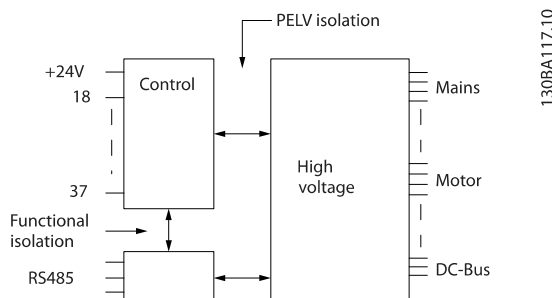 PELV isolation
130BA117.10
+24V
Control
Mains
18
High
voltage
Motor
37
Functional
isolation
DC-Bus
RS485